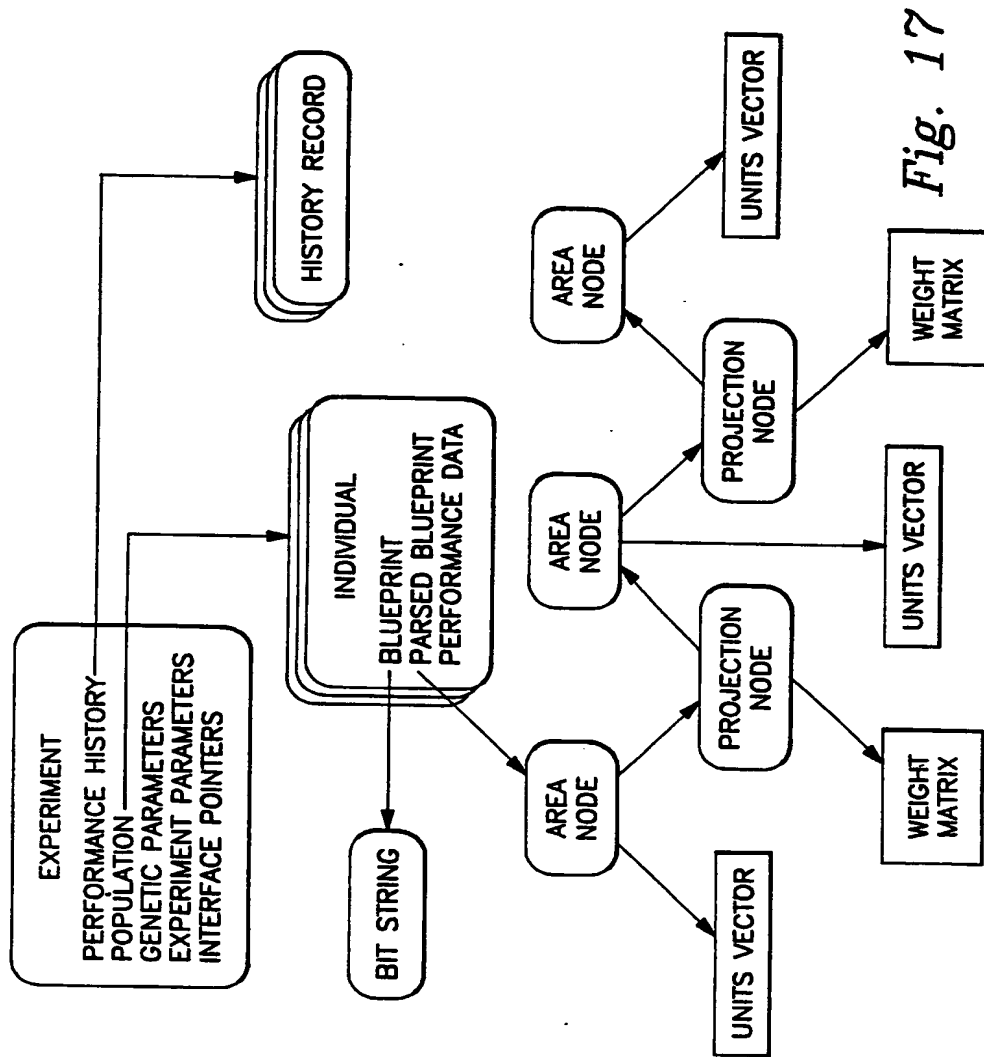 EXPERIMENT
PERFORMANCE HISTORY
POPULATION
GENETIC PARAMETERS
EXPERIMENT PARAMETERS
INTERFACE POINTERS
HISTORY RECORD
INDIVIDUAL
BLUEPRINT
PARSED BLUEPRINT
PERFORMANCE DATA
BIT STRING
AREA
NODE
AREA
NODE
AREA
NODE
PROJECTION
NODE
PROJECTION
NODE
UNITS VECTOR
UNITS VECTOR
UNITS VECTOR
WEIGHT
MATRIX
WEIGHT
MATRIX
Fig. 17